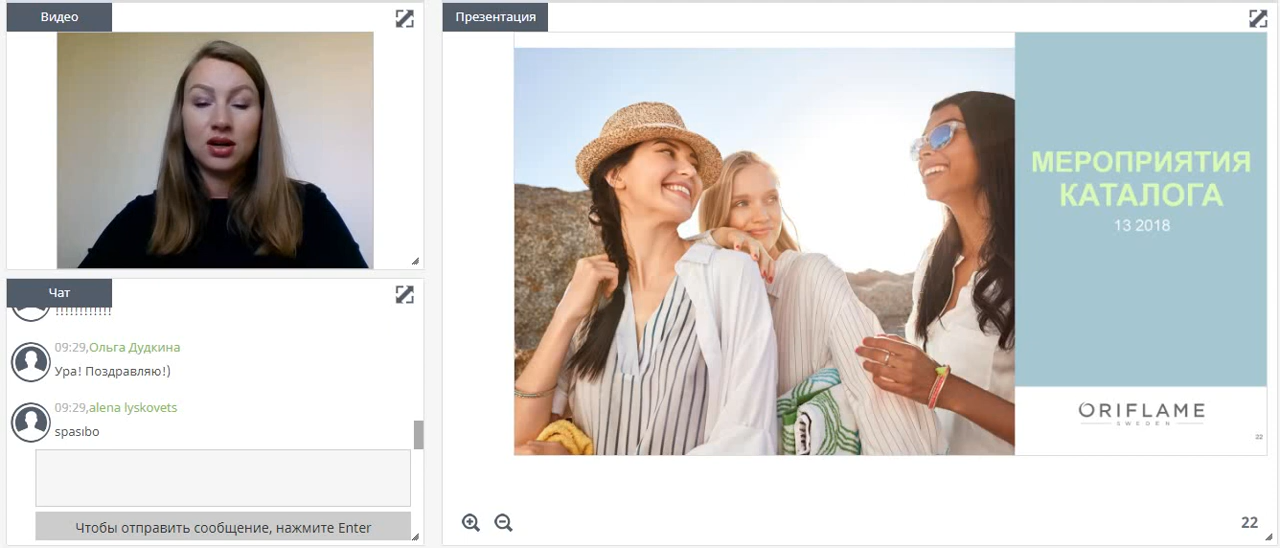 Видео
Чат
!!!!!!!!!!!!
09:29,Ольга Дудкина
Ура! Поздравляю!)
09:29,alena lyskovets
spasıbo
Чтобы отправить сообщение, нажмите Enter
Презентация
МЕРОПРИЯТИЯ
КАТАЛОГА
13 2018
ORIFLAME
SWEDEN
22
22